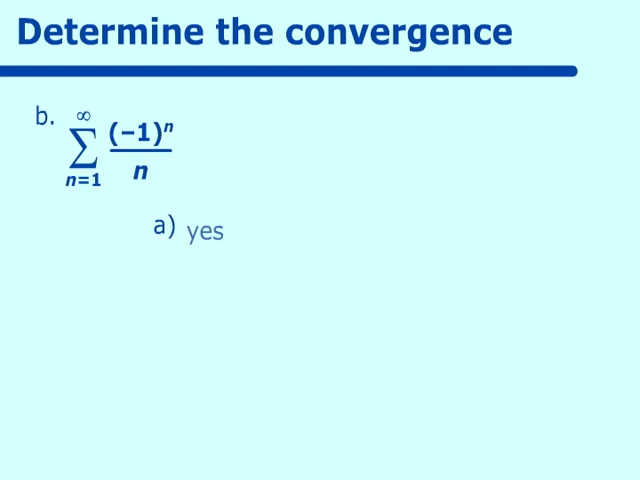 Determine the convergence
b. ∞
∑ (−1)ⁿ
n=1 n
a) yes